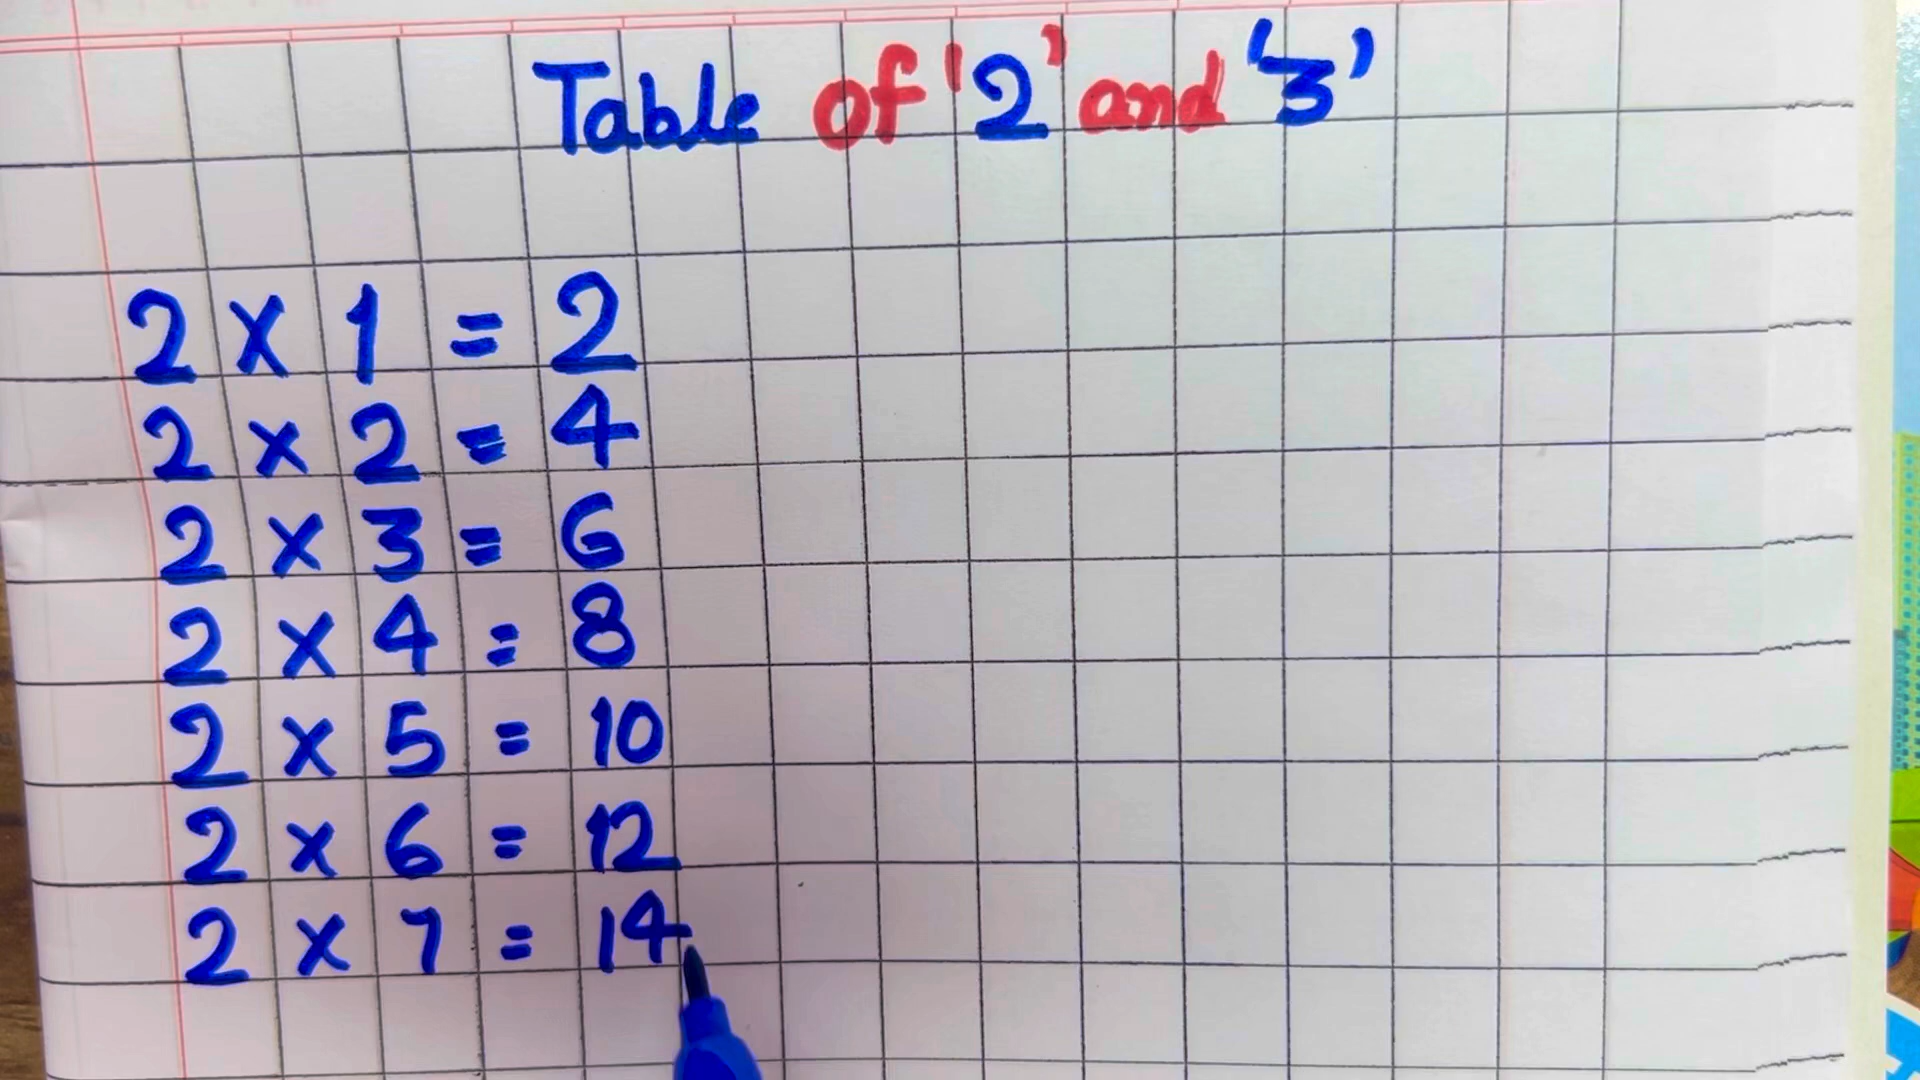 Table of '2' and '3'
2 × 1 = 2
2 × 2 = 4
2 × 3 = 6
2 × 4 = 8
2 × 5 = 10
2 × 6 = 12
2 × 7 = 14